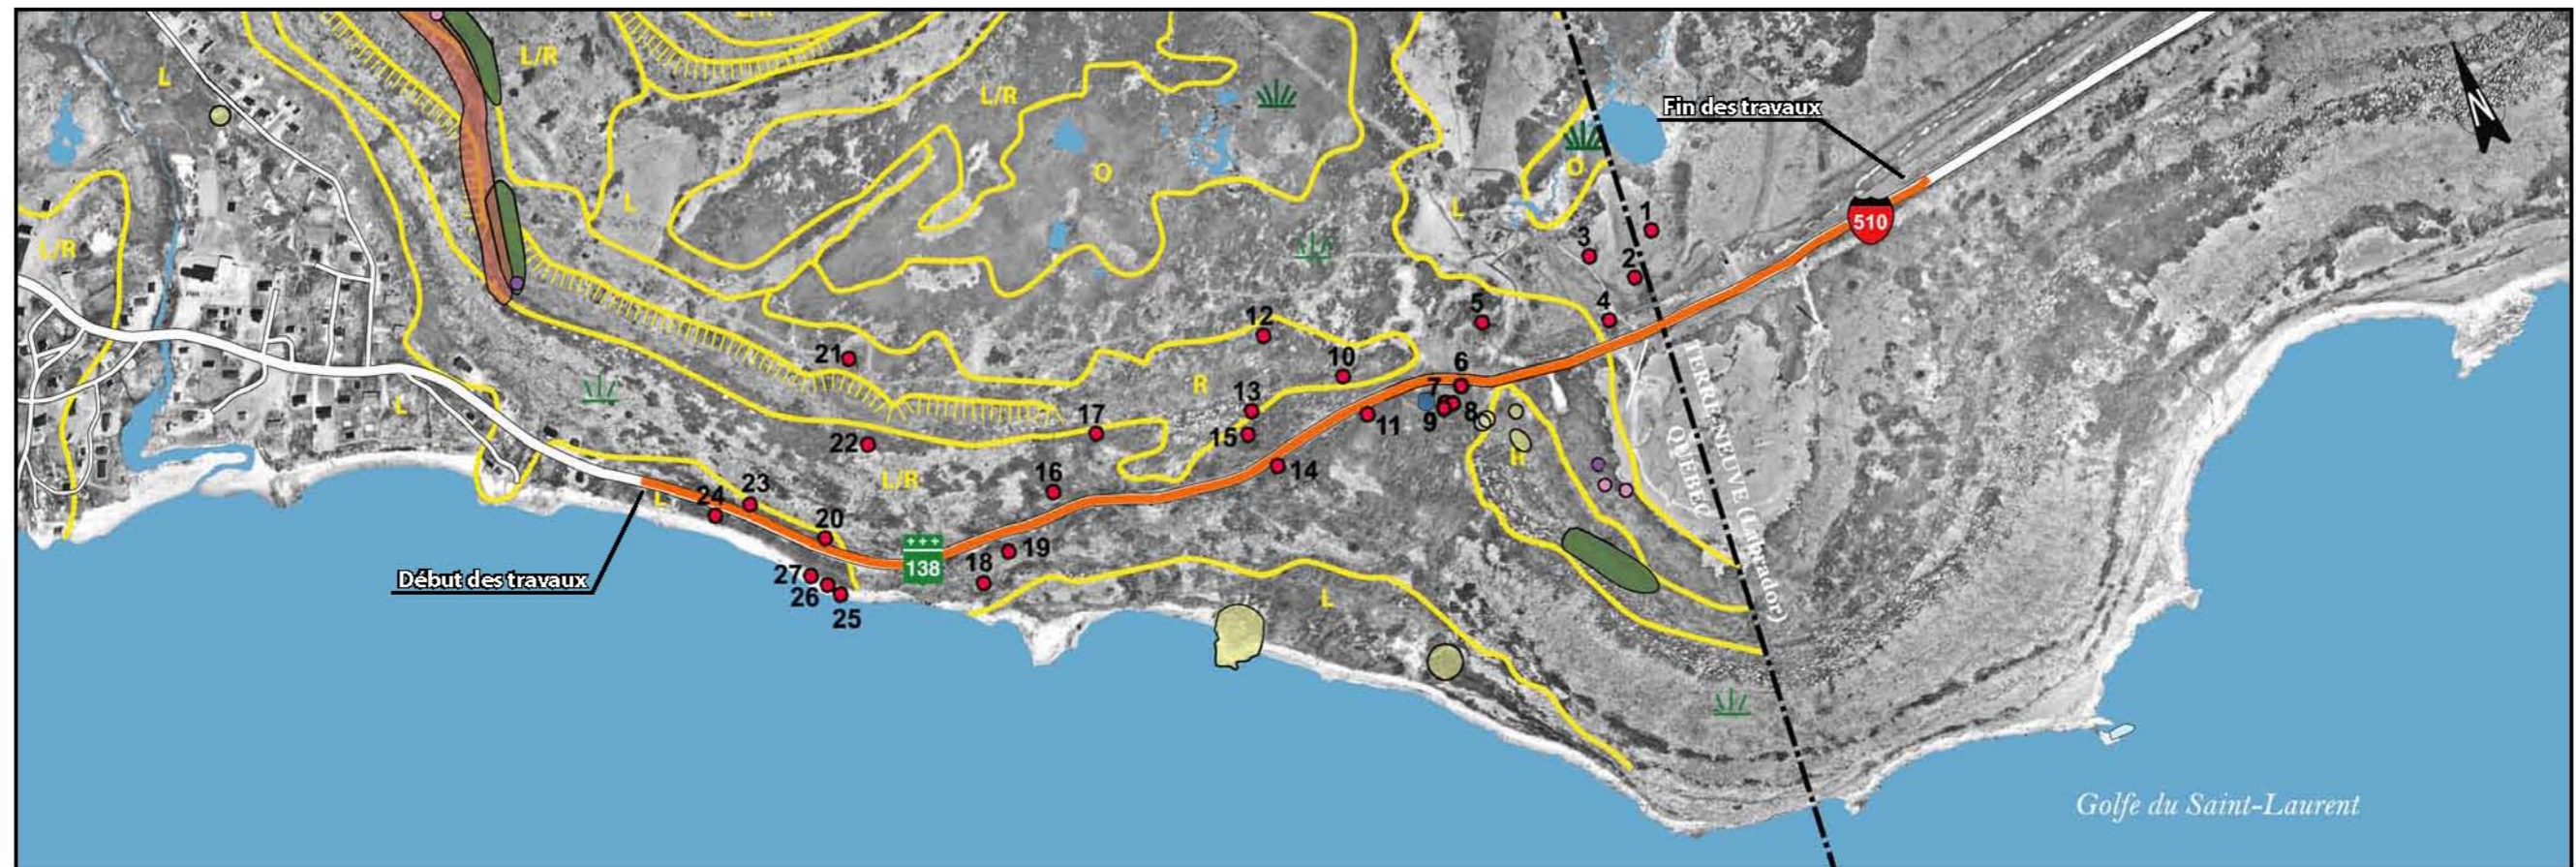 L/R
L
L/R
L/R
Fin des travaux
N
O
O
L
L
510
L/R
1
3
2
4
5
12
21
10
6
R
7
13
8
L
17
11
9
22
15
H
14
16
L/R
24
23
L
20
19
138
18
27
26
25
Début des travaux
L
TERRE-NEUVE (Labrador)
QUÉBEC
Golfe du Saint-Laurent